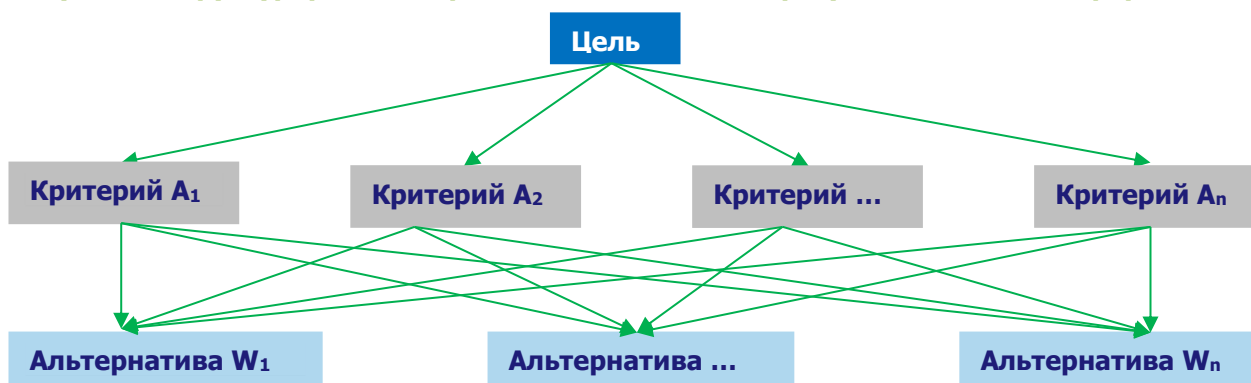 Цель
Критерий A₁ Критерий A₂ Критерий ... Критерий Aₙ
Альтернатива W₁ Альтернатива ... Альтернатива Wₙ